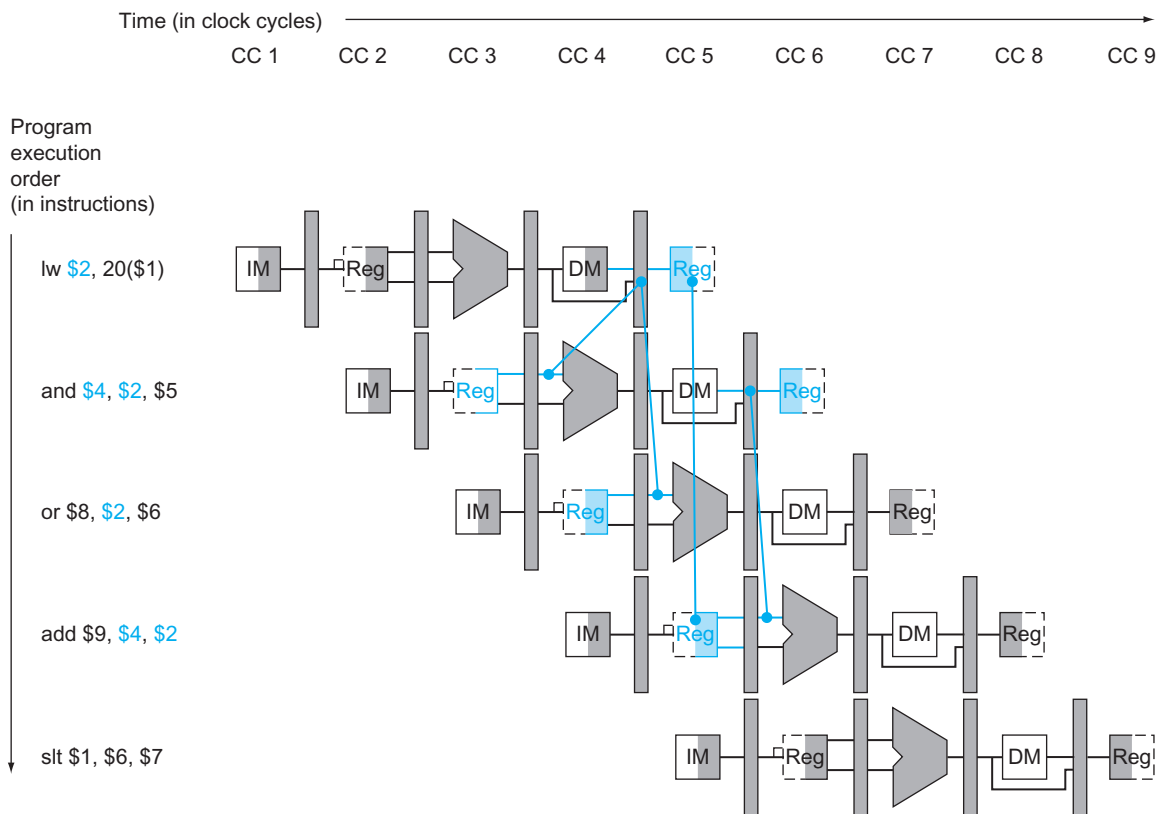 Time (in clock cycles)
CC 1 CC 2 CC 3 CC 4 CC 5 CC 6 CC 7 CC 8 CC 9
Program
execution
order
(in instructions)
lw $2, 20($1) IM Reg DM Reg
and $4, $2, $5 IM Reg DM Reg
or $8, $2, $6 IM Reg DM Reg
add $9, $4, $2 IM Reg DM Reg
slt $1, $6, $7 IM Reg DM Reg